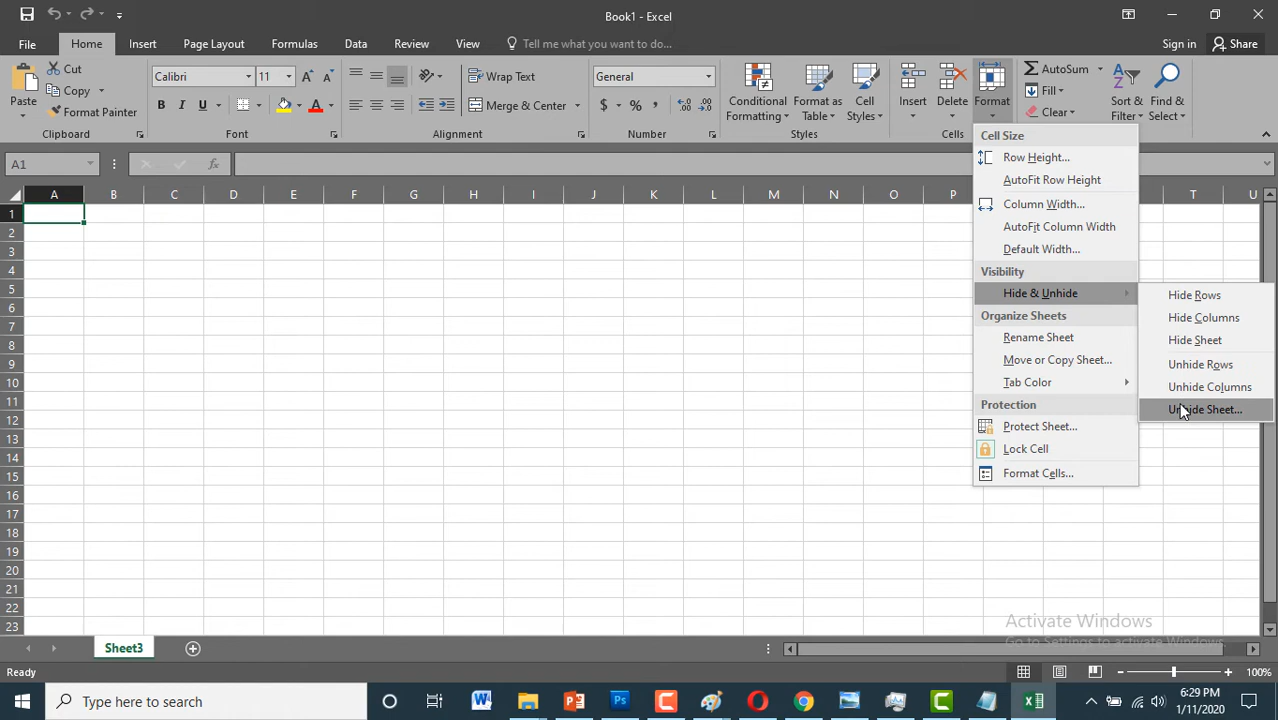 Book1 - Excel
File Home Insert Page Layout Formulas Data Review View Tell me what you want to do... Sign in Share
Paste
Cut
Copy
Format Painter
Clipboard
Calibri 11
B I U A
Font
Wrap Text
Merge & Center
Alignment
General
$ % ,
Number
Conditional Formatting
Format as Table
Cell Styles
Styles
Insert
Delete
Format
Cells
AutoSum
Fill
Clear
Sort & Filter
Find & Select
A1
fx
A B C D E F G H I J K L M N O P T U
1
2
3
4
5
6
7
8
9
10
11
12
13
14
15
16
17
18
19
20
21
22
23
Cell Size
Row Height...
AutoFit Row Height
Column Width...
AutoFit Column Width
Default Width...
Visibility
Hide & Unhide
Organize Sheets
Rename Sheet
Move or Copy Sheet...
Tab Color
Protection
Protect Sheet...
Lock Cell
Format Cells...
Hide Rows
Hide Columns
Hide Sheet
Unhide Rows
Unhide Columns
Unhide Sheet...
Activate Windows
Go to Settings to activate Windows.
Sheet3
Ready
100%
Type here to search
6:29 PM
1/11/2020